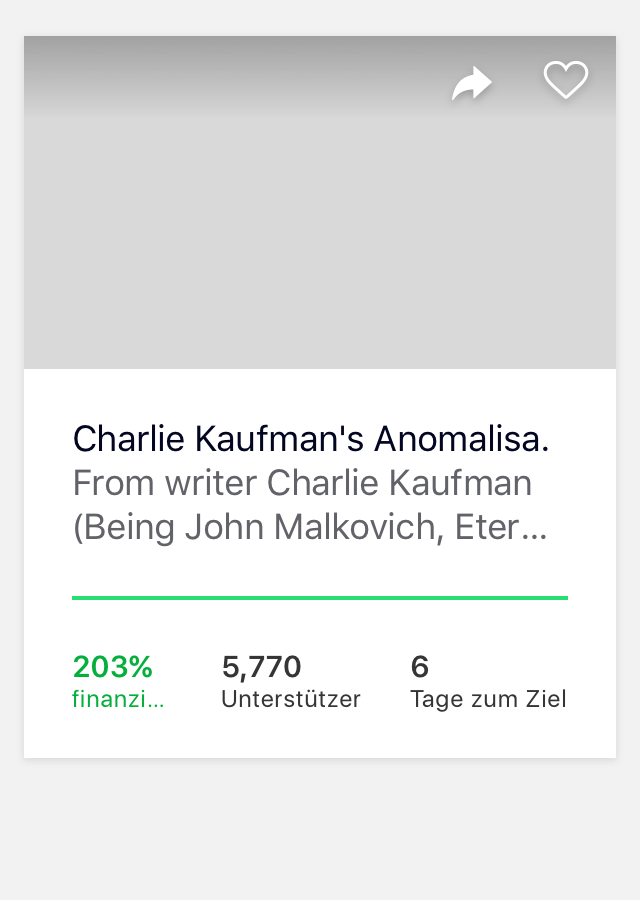 Charlie Kaufman's Anomalisa.
From writer Charlie Kaufman
(Being John Malkovich, Eter…
203% 5,770 6
finanzi… Unterstützer Tage zum Ziel